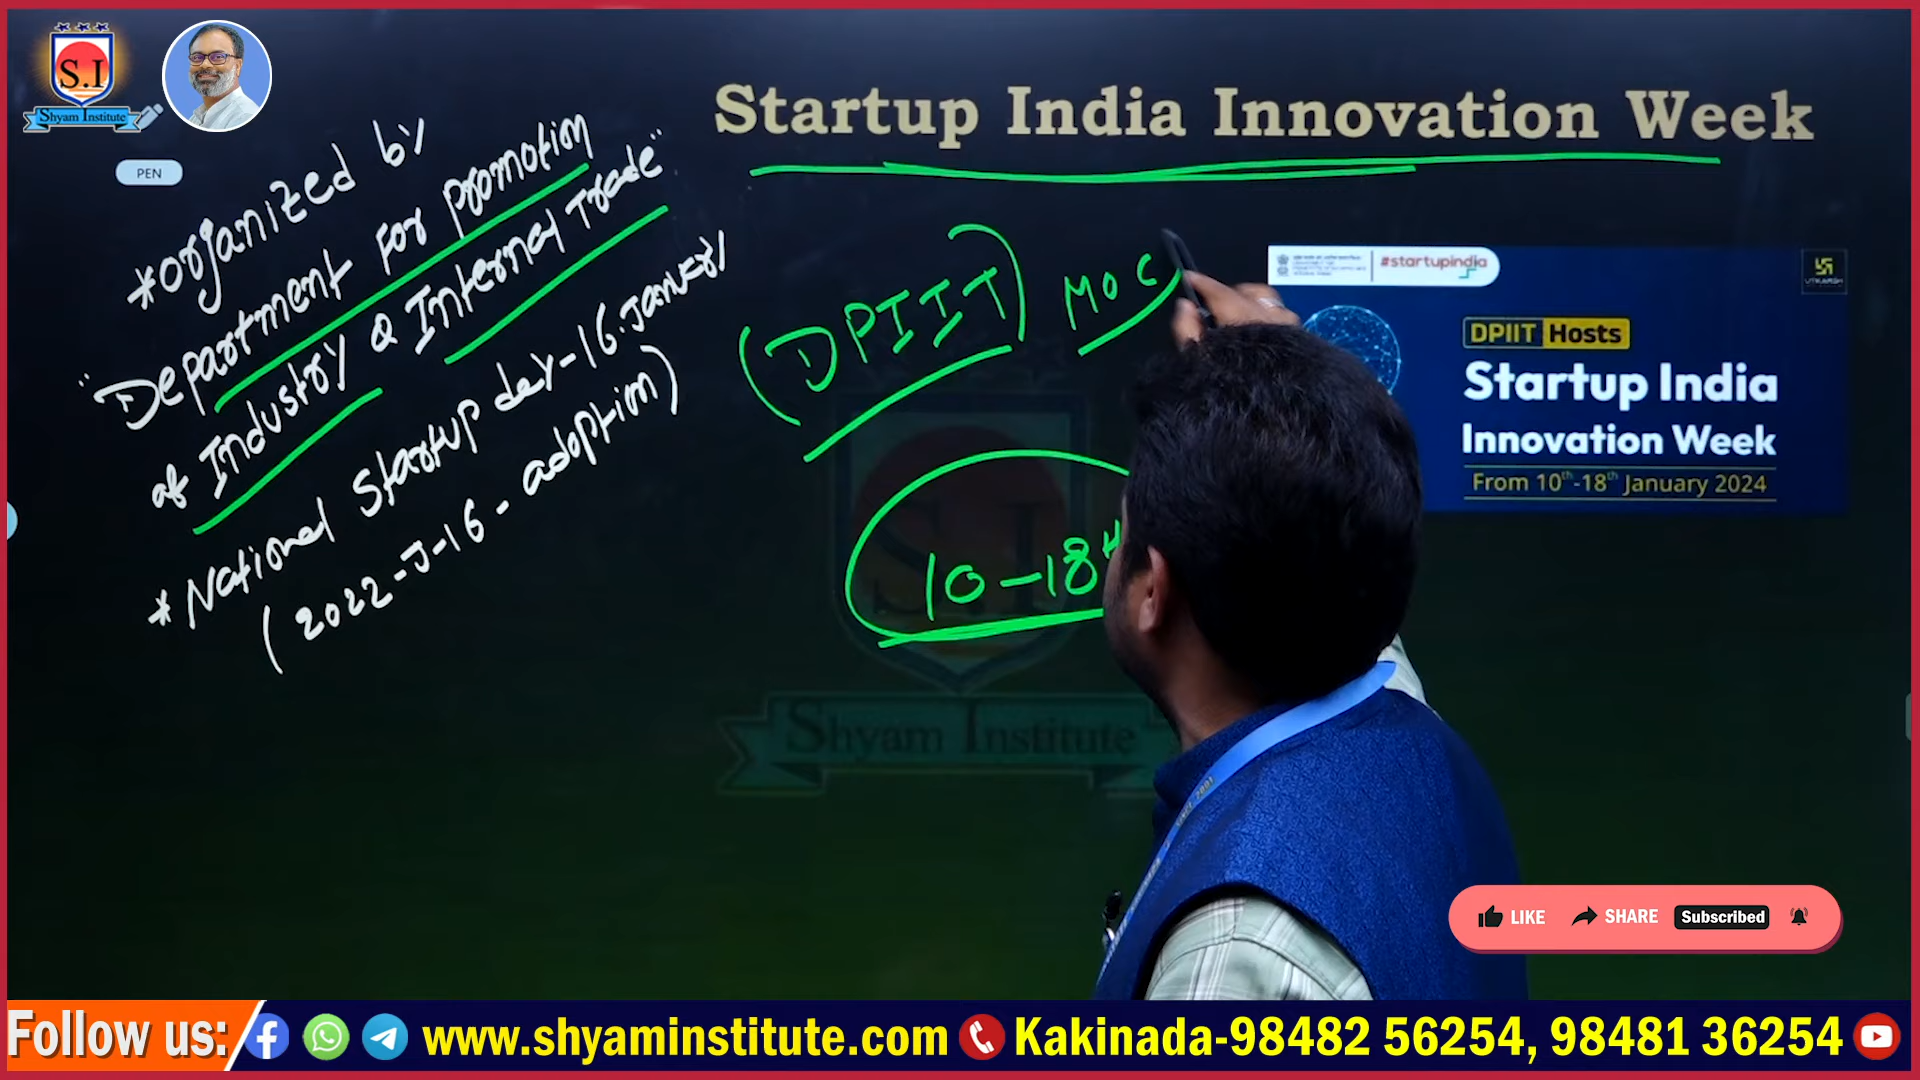 S.I
Shyam Institute
PEN
Startup India Innovation Week
*organized by
"Department for promotion
of Industry & Internal Trade"
* National Startup day-16.January
(2022-J-16-adoption)
(DPIIT) MOC
10-18th
#startupindia
UTKARSH
DPIIT Hosts
Startup India
Innovation Week
From 10th-18th January 2024
S.I
Shyam Institute
LIKE SHARE Subscribed
Follow us: www.shyaminstitute.com Kakinada-98482 56254, 98481 36254